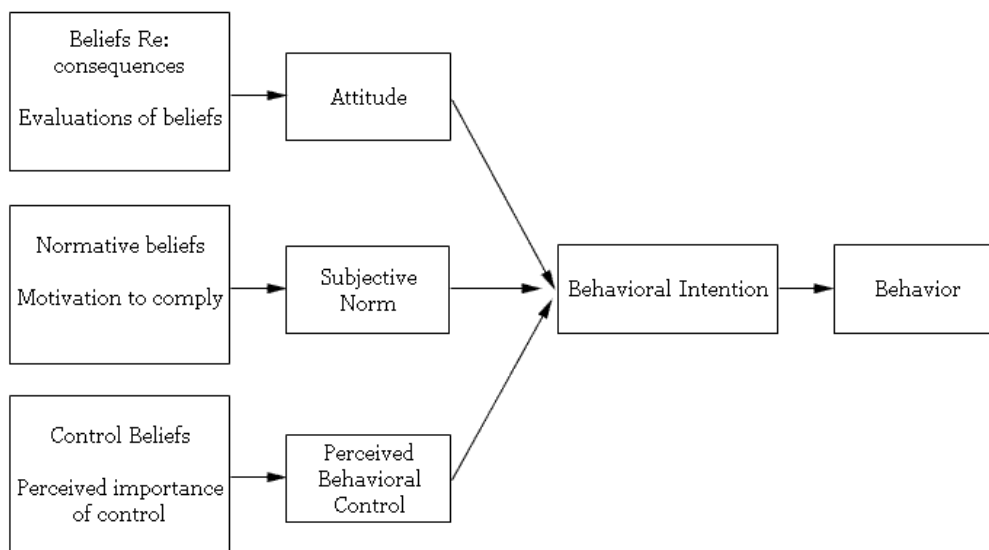 Beliefs Re:
consequences
Evaluations of beliefs
Attitude
Normative beliefs
Motivation to comply
Subjective
Norm
Behavioral Intention
Behavior
Control Beliefs
Perceived importance
of control
Perceived
Behavioral
Control